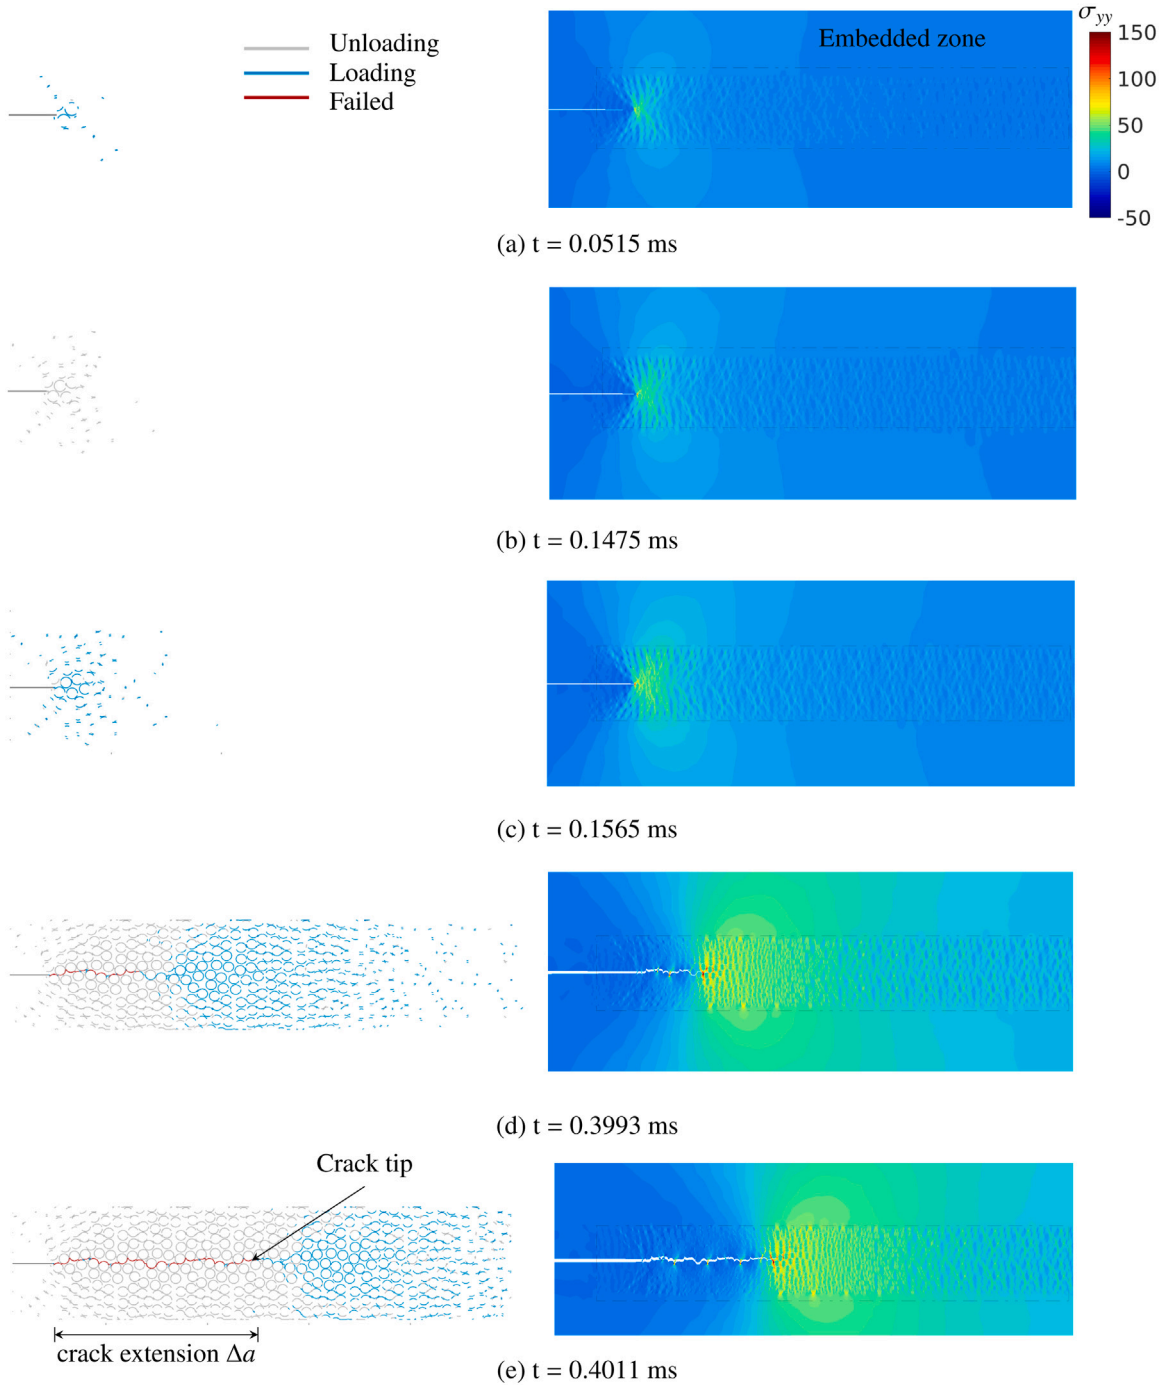 Unloading
Loading
Failed
Embedded zone
σyy
150
100
50
0
-50
(a) t = 0.0515 ms
(b) t = 0.1475 ms
(c) t = 0.1565 ms
(d) t = 0.3993 ms
Crack tip
crack extension Δa
(e) t = 0.4011 ms